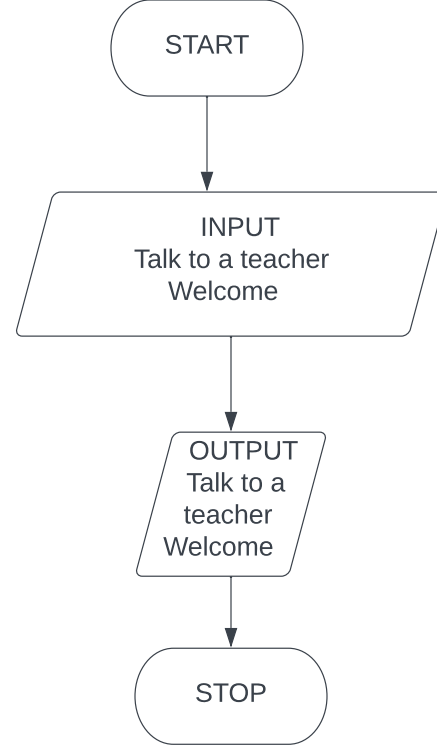 START
INPUT
Talk to a teacher
Welcome
OUTPUT
Talk to a
teacher
Welcome
STOP